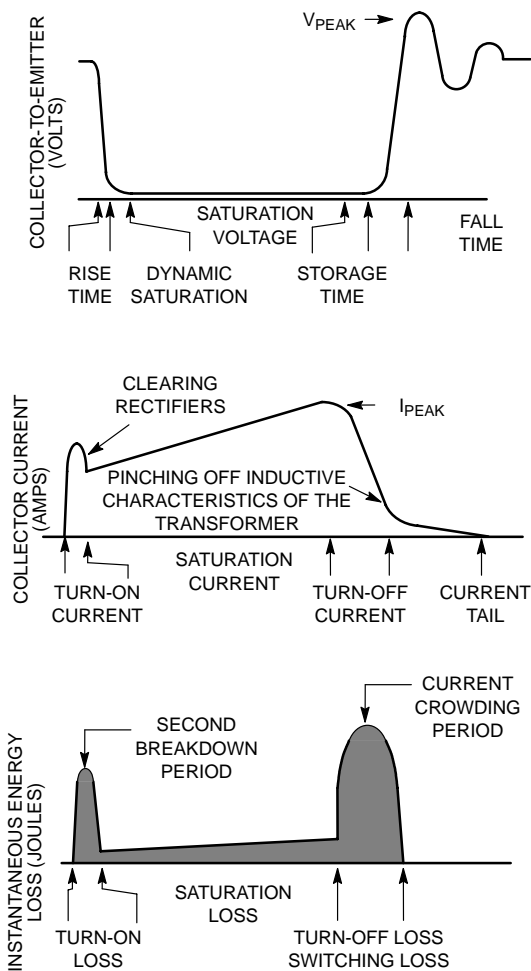 V_PEAK
COLLECTOR-TO-EMITTER
(VOLTS)
SATURATION
VOLTAGE
FALL
TIME
RISE
TIME
DYNAMIC
SATURATION
STORAGE
TIME
CLEARING
RECTIFIERS
I_PEAK
PINCHING OFF INDUCTIVE
CHARACTERISTICS OF THE
TRANSFORMER
COLLECTOR CURRENT
(AMPS)
SATURATION
CURRENT
TURN-ON
CURRENT
TURN-OFF
CURRENT
CURRENT
TAIL
SECOND
BREAKDOWN
PERIOD
CURRENT
CROWDING
PERIOD
INSTANTANEOUS ENERGY
LOSS (JOULES)
SATURATION
LOSS
TURN-ON
LOSS
TURN-OFF LOSS
SWITCHING LOSS